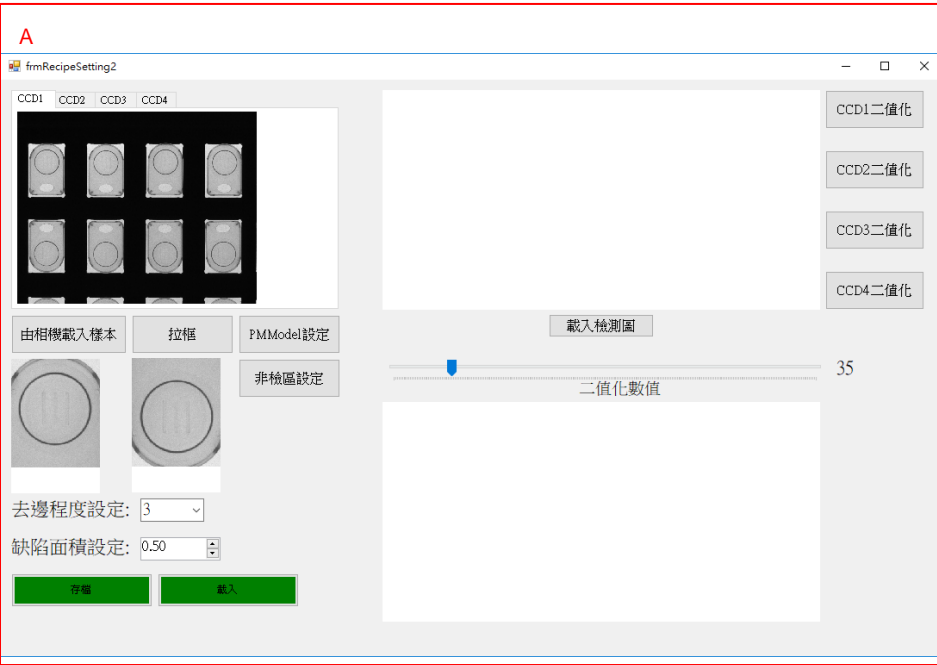 A
frmRecipeSetting2
CCD1 CCD2 CCD3 CCD4
CCD1二值化
CCD2二值化
CCD3二值化
CCD4二值化
由相機載入樣本 拉框 PMModel設定
載入檢測圖
非檢區設定
35
二值化數值
去邊程度設定: 3
缺陷面積設定: 0.50
存檔 載入